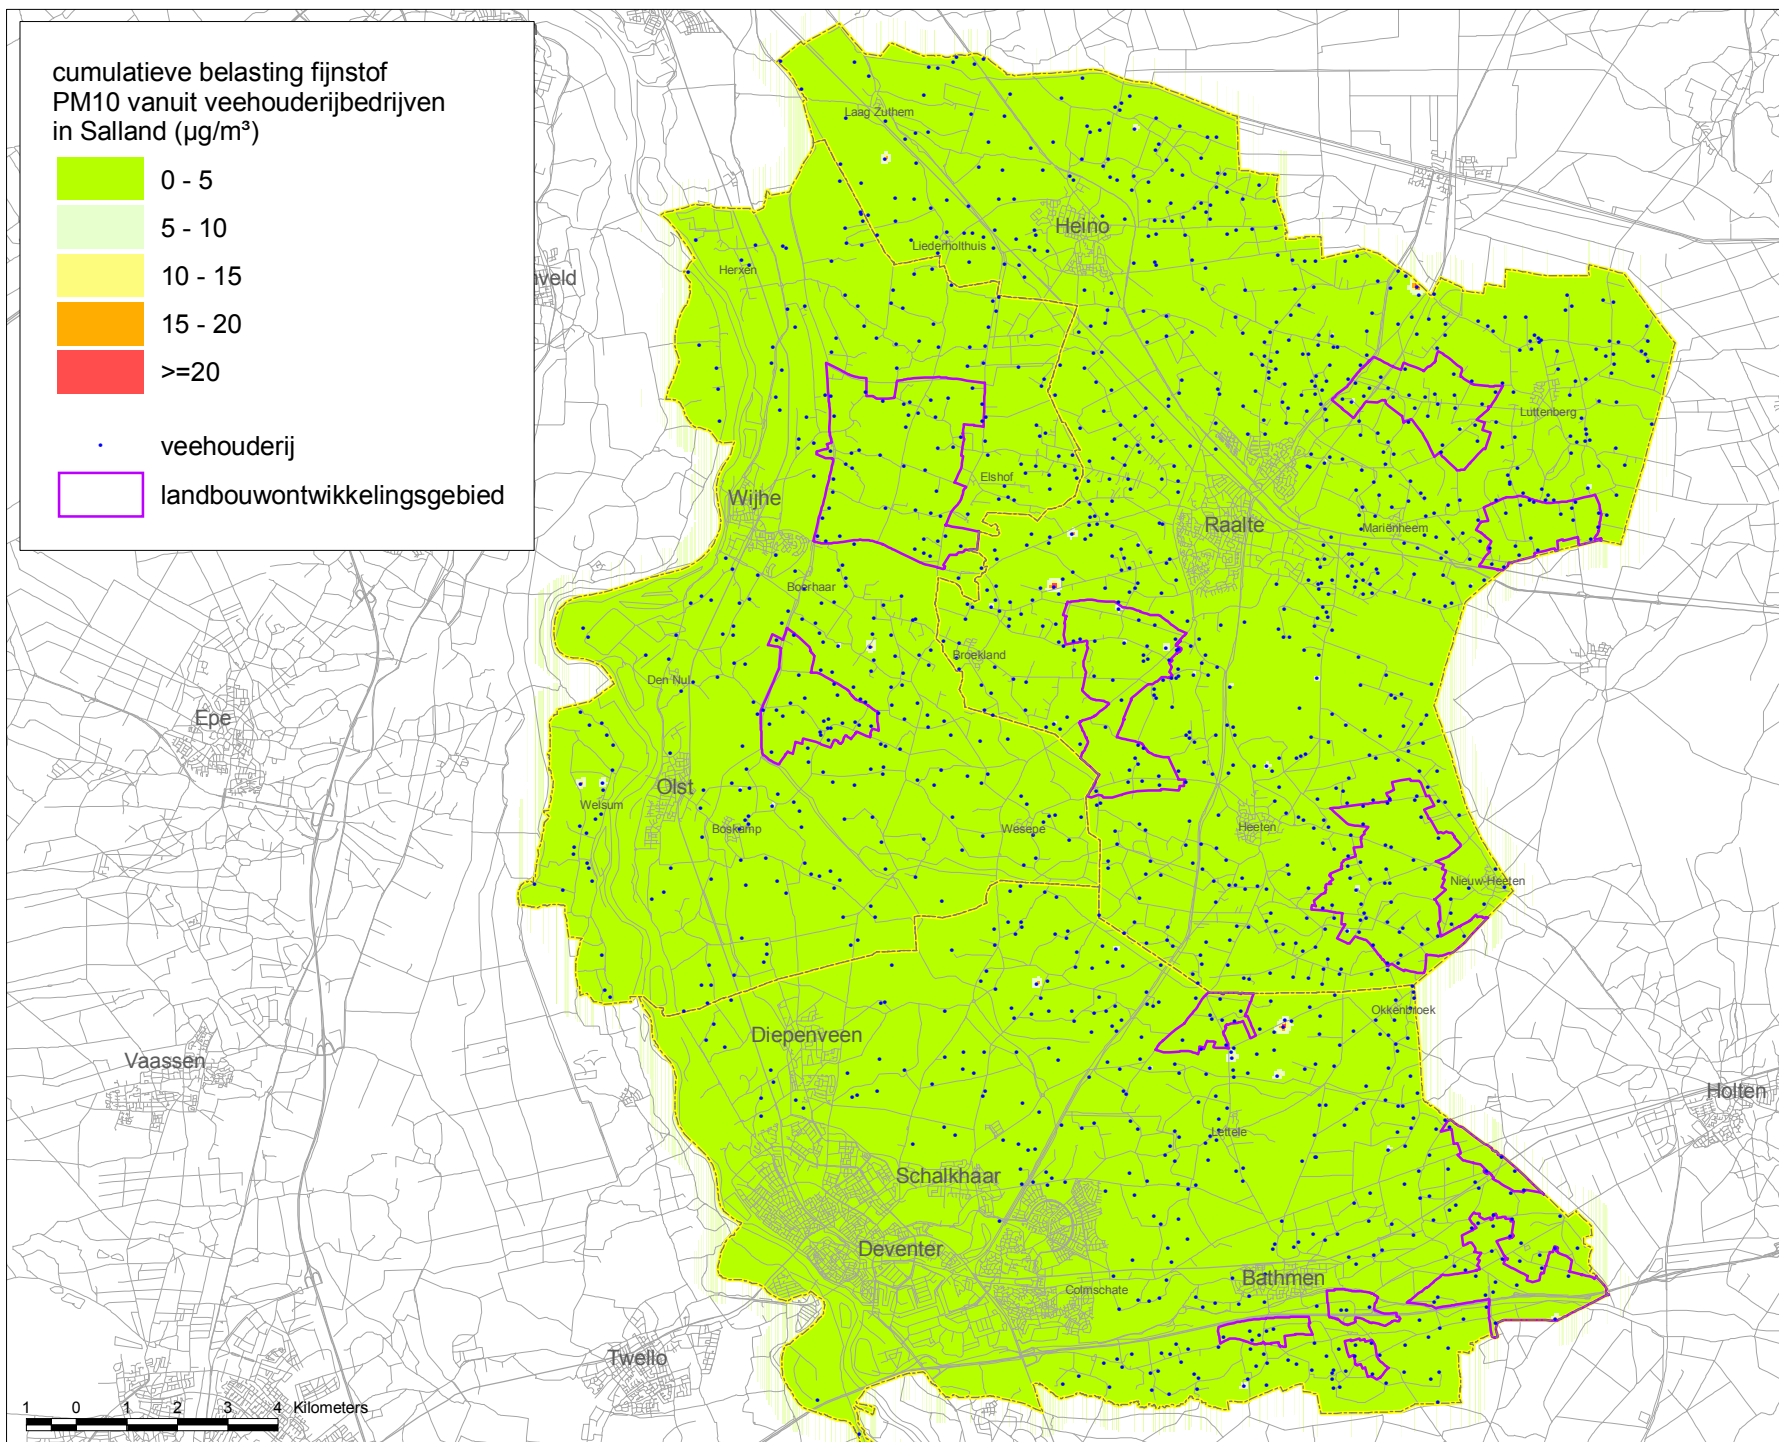 cumulatieve belasting fijnstof
PM10 vanuit veehouderijbedrijven
in Salland (µg/m³)
0 - 5
5 - 10
10 - 15
15 - 20
>=20
veehouderij
landbouwontwikkelingsgebied
Laag Zuthem
Heino
Liederholthuis
Herxen
nveld
Luttenberg
Elshof
Wijhe
Raalte
Mariënheem
Boerhaar
Broekland
Den Nul
Epe
Olst
Welsum
Boskamp
Wesepe
Heeten
Nieuw-Heeten
Okkenbroek
Diepenveen
Vaassen
Holten
Lettele
Schalkhaar
Deventer
Bathmen
Colmschate
Twello
1 0 1 2 3 4 Kilometers